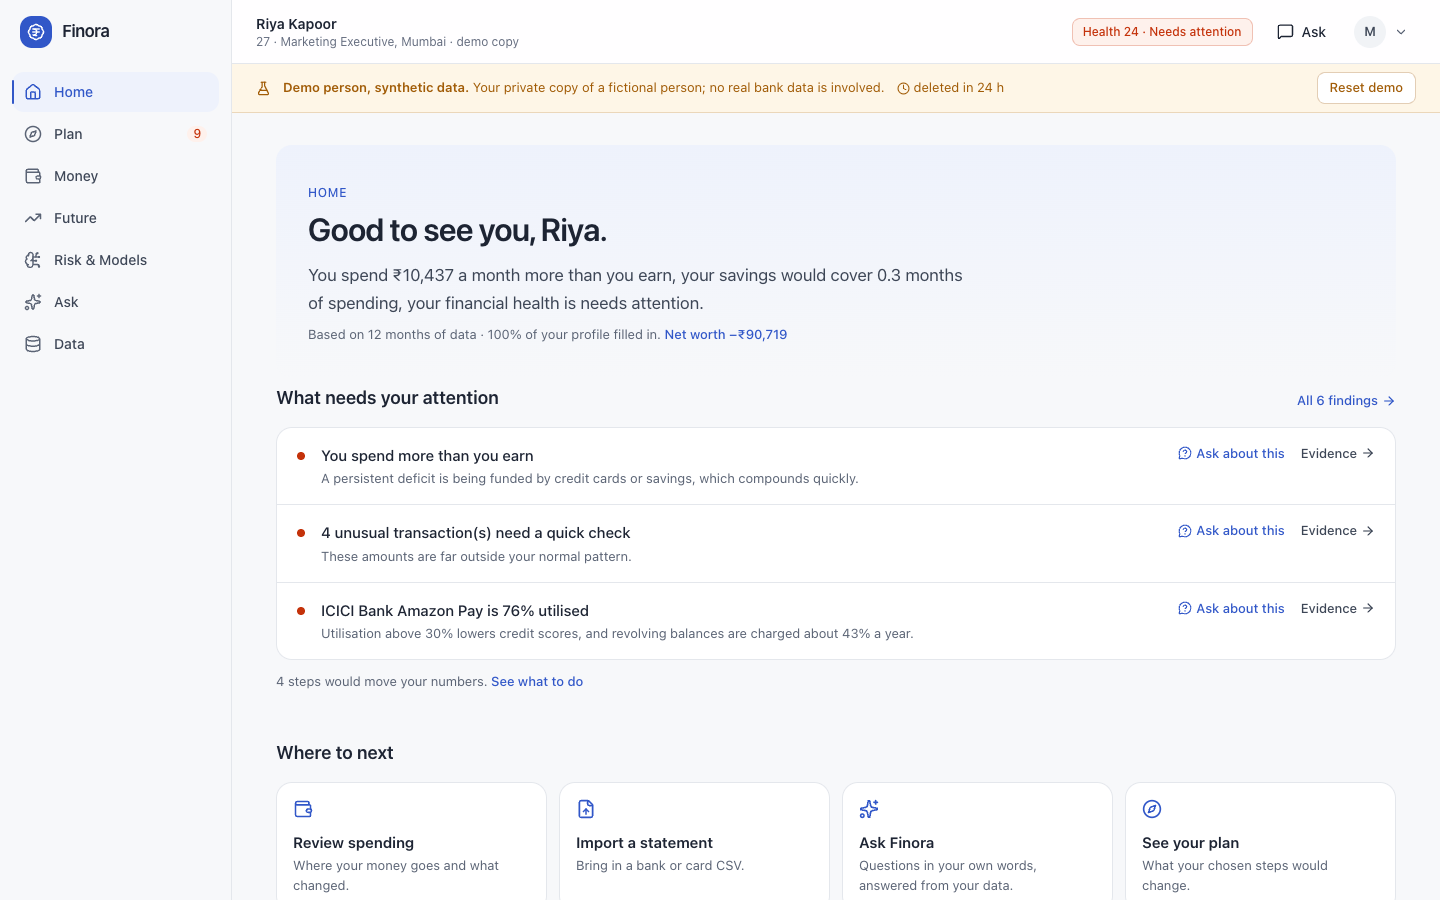 Finora
Riya Kapoor
27 · Marketing Executive, Mumbai · demo copy
Health 24 · Needs attention
Ask
M
Home
Plan 9
Money
Future
Risk & Models
Ask
Data
Demo person, synthetic data. Your private copy of a fictional person; no real bank data is involved. deleted in 24 h
Reset demo
HOME
Good to see you, Riya.
You spend ₹10,437 a month more than you earn, your savings would cover 0.3 months
of spending, your financial health is needs attention.
Based on 12 months of data · 100% of your profile filled in. Net worth −₹90,719
What needs your attention
All 6 findings →
You spend more than you earn
Ask about this Evidence →
A persistent deficit is being funded by credit cards or savings, which compounds quickly.
4 unusual transaction(s) need a quick check
Ask about this Evidence →
These amounts are far outside your normal pattern.
ICICI Bank Amazon Pay is 76% utilised
Ask about this Evidence →
Utilisation above 30% lowers credit scores, and revolving balances are charged about 43% a year.
4 steps would move your numbers. See what to do
Where to next
Review spending
Where your money goes and what
changed.
Import a statement
Bring in a bank or card CSV.
Ask Finora
Questions in your own words,
answered from your data.
See your plan
What your chosen steps would
change.